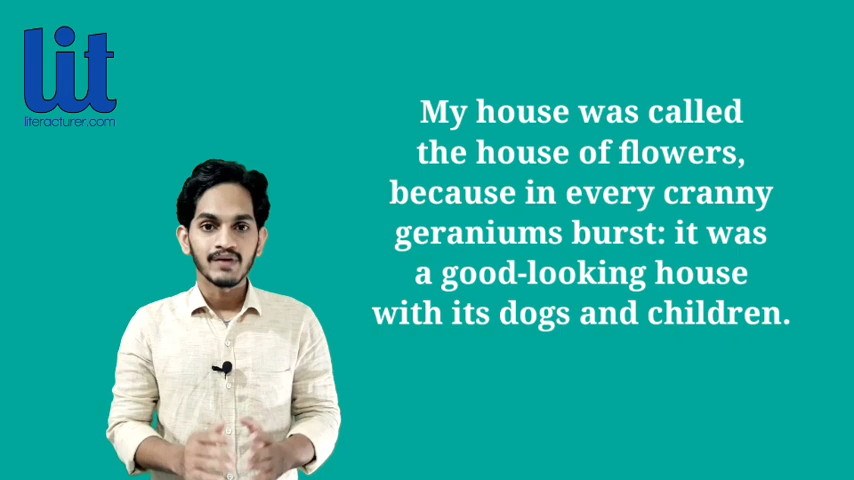 lit
literacturer.com
My house was called
the house of flowers,
because in every cranny
geraniums burst: it was
a good-looking house
with its dogs and children.